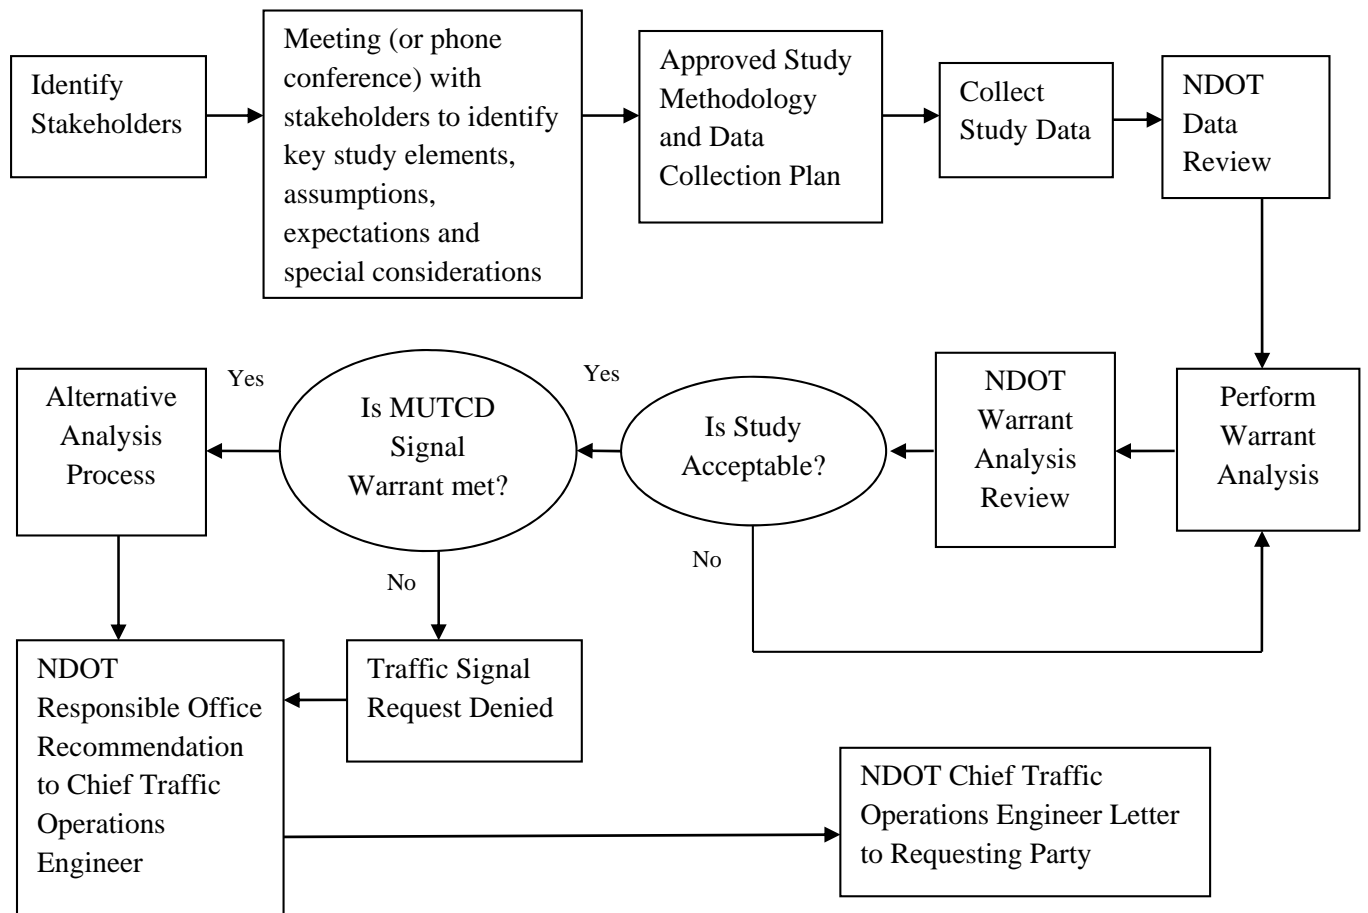 Identify
Stakeholders
Meeting (or phone
conference) with
stakeholders to identify
key study elements,
assumptions,
expectations and
special considerations
Approved Study
Methodology
and Data
Collection Plan
Collect
Study Data
NDOT
Data
Review
Perform
Warrant
Analysis
NDOT
Warrant
Analysis
Review
Is Study
Acceptable?
Yes
No
Is MUTCD
Signal
Warrant met?
Yes
No
Alternative
Analysis
Process
Traffic Signal
Request Denied
NDOT
Responsible Office
Recommendation
to Chief Traffic
Operations
Engineer
NDOT Chief Traffic
Operations Engineer Letter
to Requesting Party